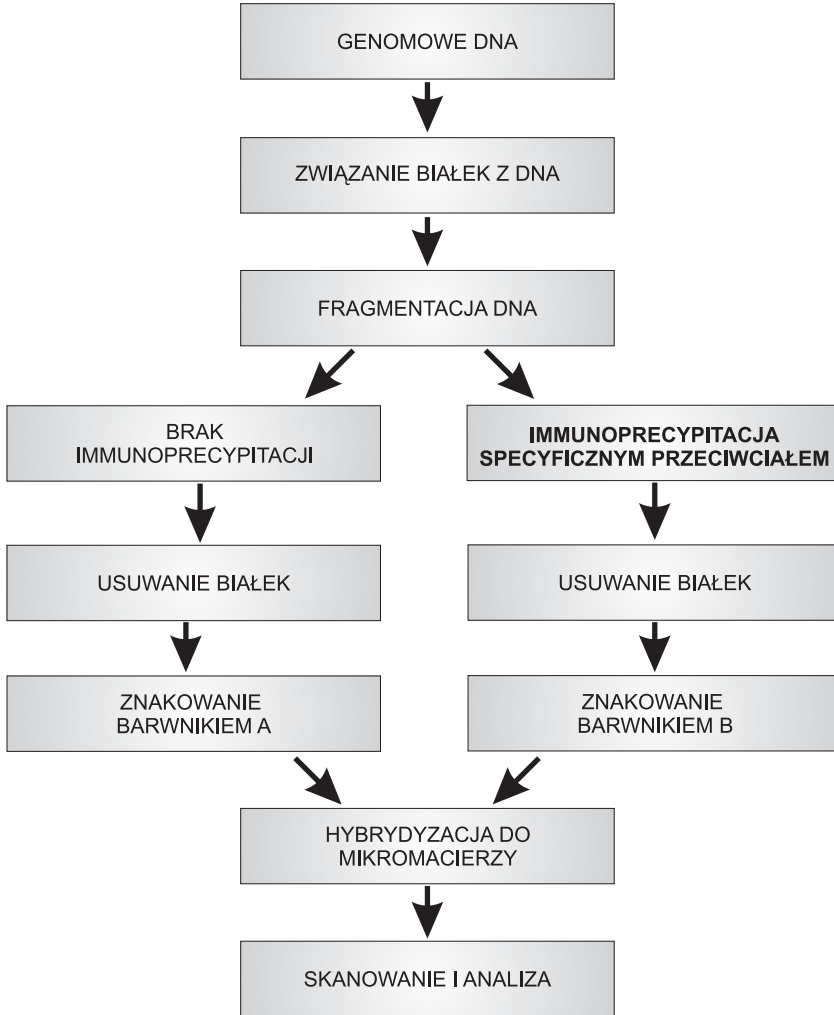 GENOMOWE DNA
ZWIĄZANIE BIAŁEK Z DNA
FRAGMENTACJA DNA
BRAK
IMMUNOPRECYPITACJI
IMMUNOPRECYPITACJA
SPECYFICZNYM PRZECIWCIAŁEM
USUWANIE BIAŁEK
USUWANIE BIAŁEK
ZNAKOWANIE
BARWNIKIEM A
ZNAKOWANIE
BARWNIKIEM B
HYBRYDYZACJA DO
MIKROMACIERZY
SKANOWANIE I ANALIZA